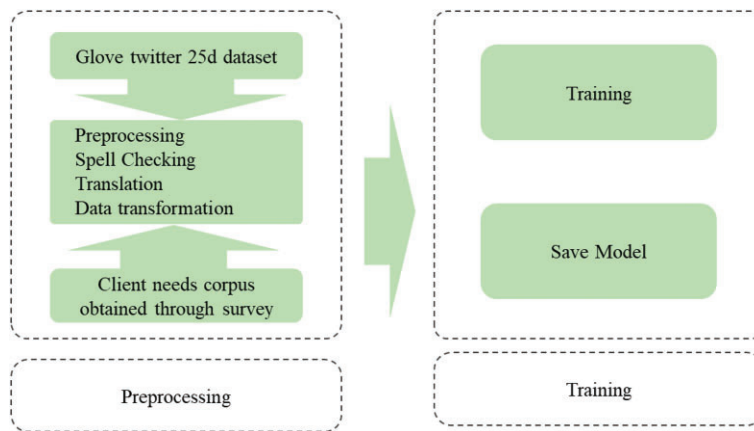 Glove twitter 25d dataset
Preprocessing
Spell Checking
Translation
Data transformation
Client needs corpus
obtained through survey
Preprocessing
Training
Save Model
Training